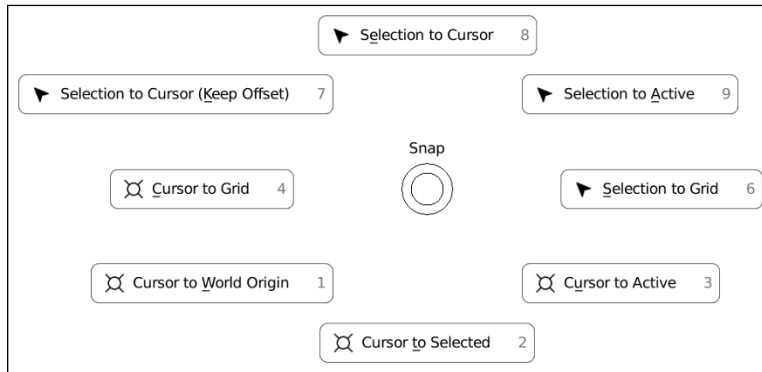 Selection to Cursor 8
Selection to Cursor (Keep Offset) 7
Selection to Active 9
Snap
Cursor to Grid 4
Selection to Grid 6
Cursor to World Origin 1
Cursor to Active 3
Cursor to Selected 2